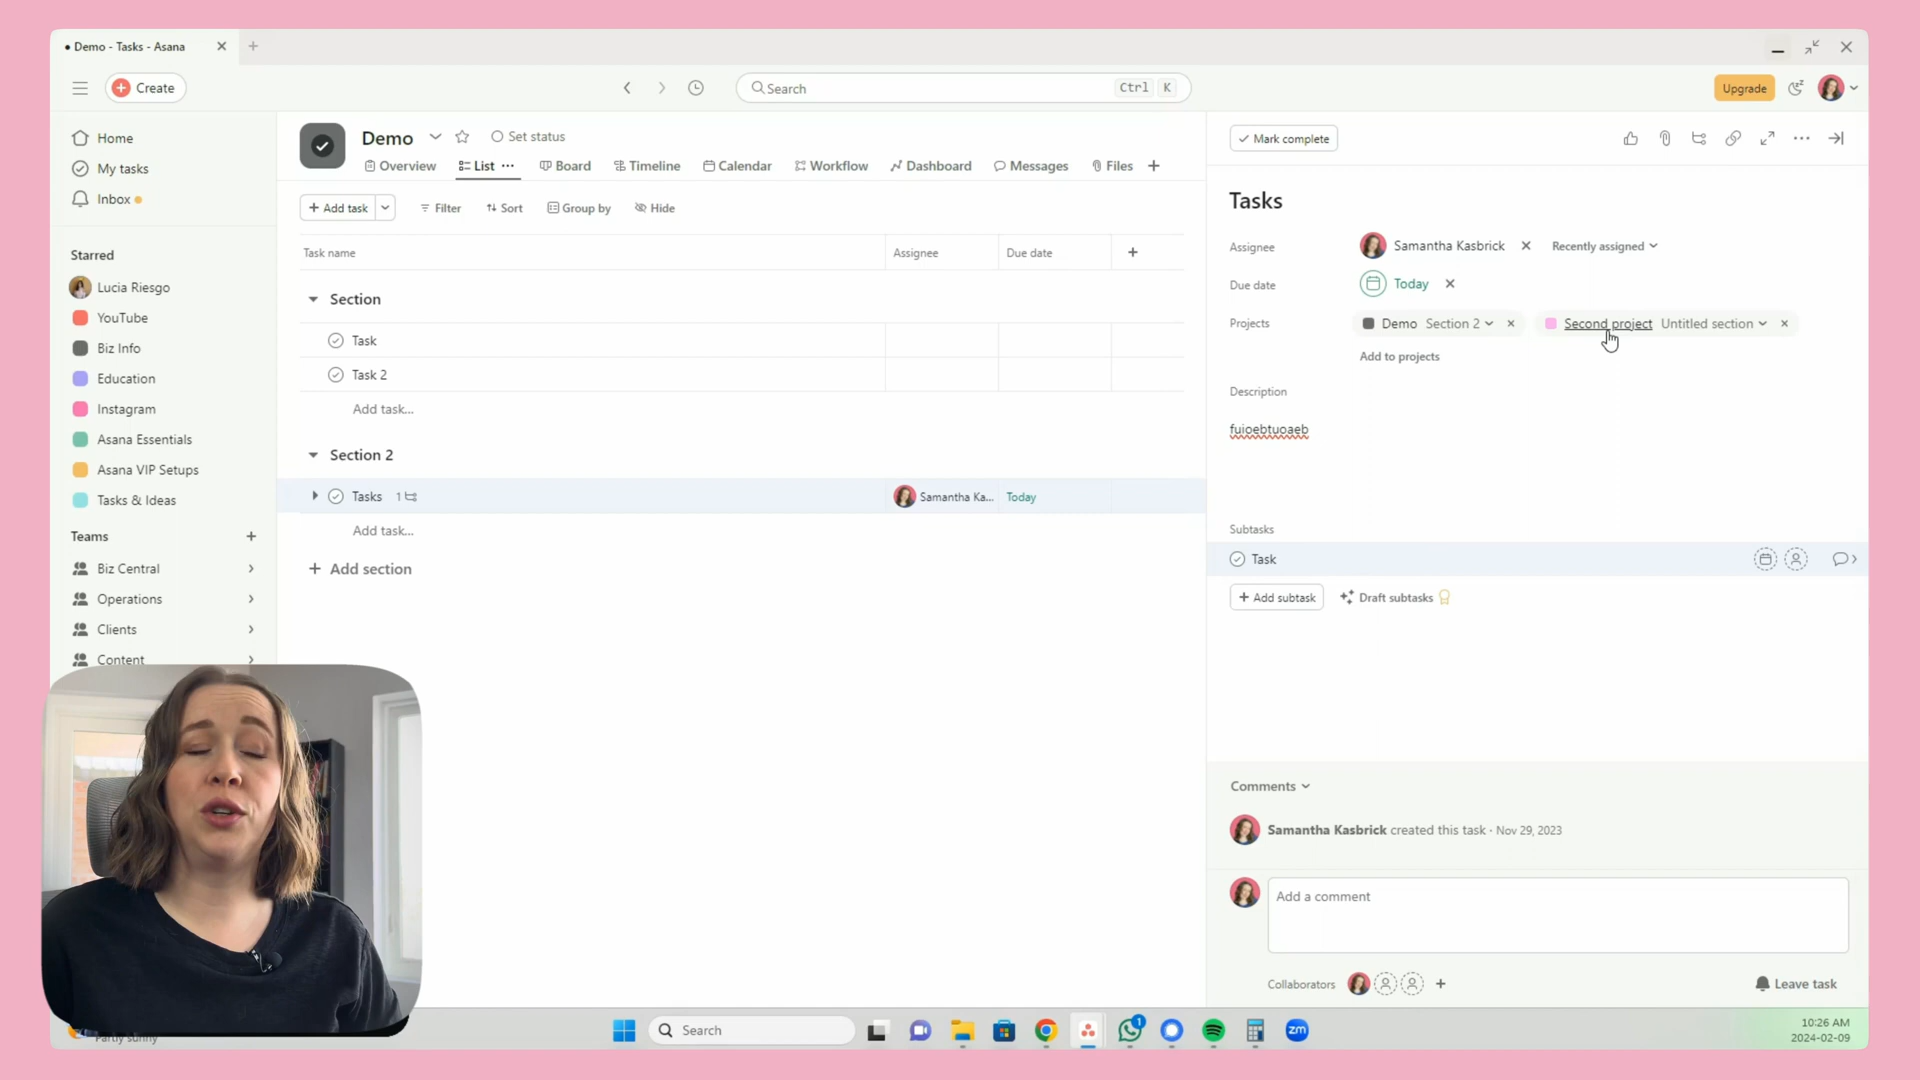 Demo - Tasks - Asana
Create
Search
Ctrl K
Upgrade
Home
My tasks
Inbox
Starred
Lucia Riesgo
YouTube
Biz Info
Education
Instagram
Asana Essentials
Asana VIP Setups
Tasks & Ideas
Teams
Biz Central
Operations
Clients
Content
Demo
Set status
Overview
List
Board
Timeline
Calendar
Workflow
Dashboard
Messages
Files
+ Add task
Filter
Sort
Group by
Hide
Task name
Assignee
Due date
Section
Task
Task 2
Add task...
Section 2
Tasks 1
Samantha Ka...
Today
Add task...
+ Add section
Mark complete
Tasks
Assignee
Samantha Kasbrick
Recently assigned
Due date
Today
Projects
Demo Section 2
Second project Untitled section
Add to projects
Description
fuioebtuoaeb
Subtasks
Task
+ Add subtask
Draft subtasks
Comments
Samantha Kasbrick created this task · Nov 29, 2023
Add a comment
Collaborators
Leave task
Partly sunny
Search
1
zm
10:26 AM
2024-02-09